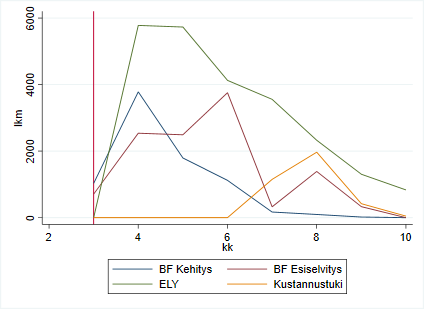 6000
4000
2000
0
lkm
2 4 6 8 10
kk
BF Kehitys BF Esiselvitys
ELY Kustannustuki